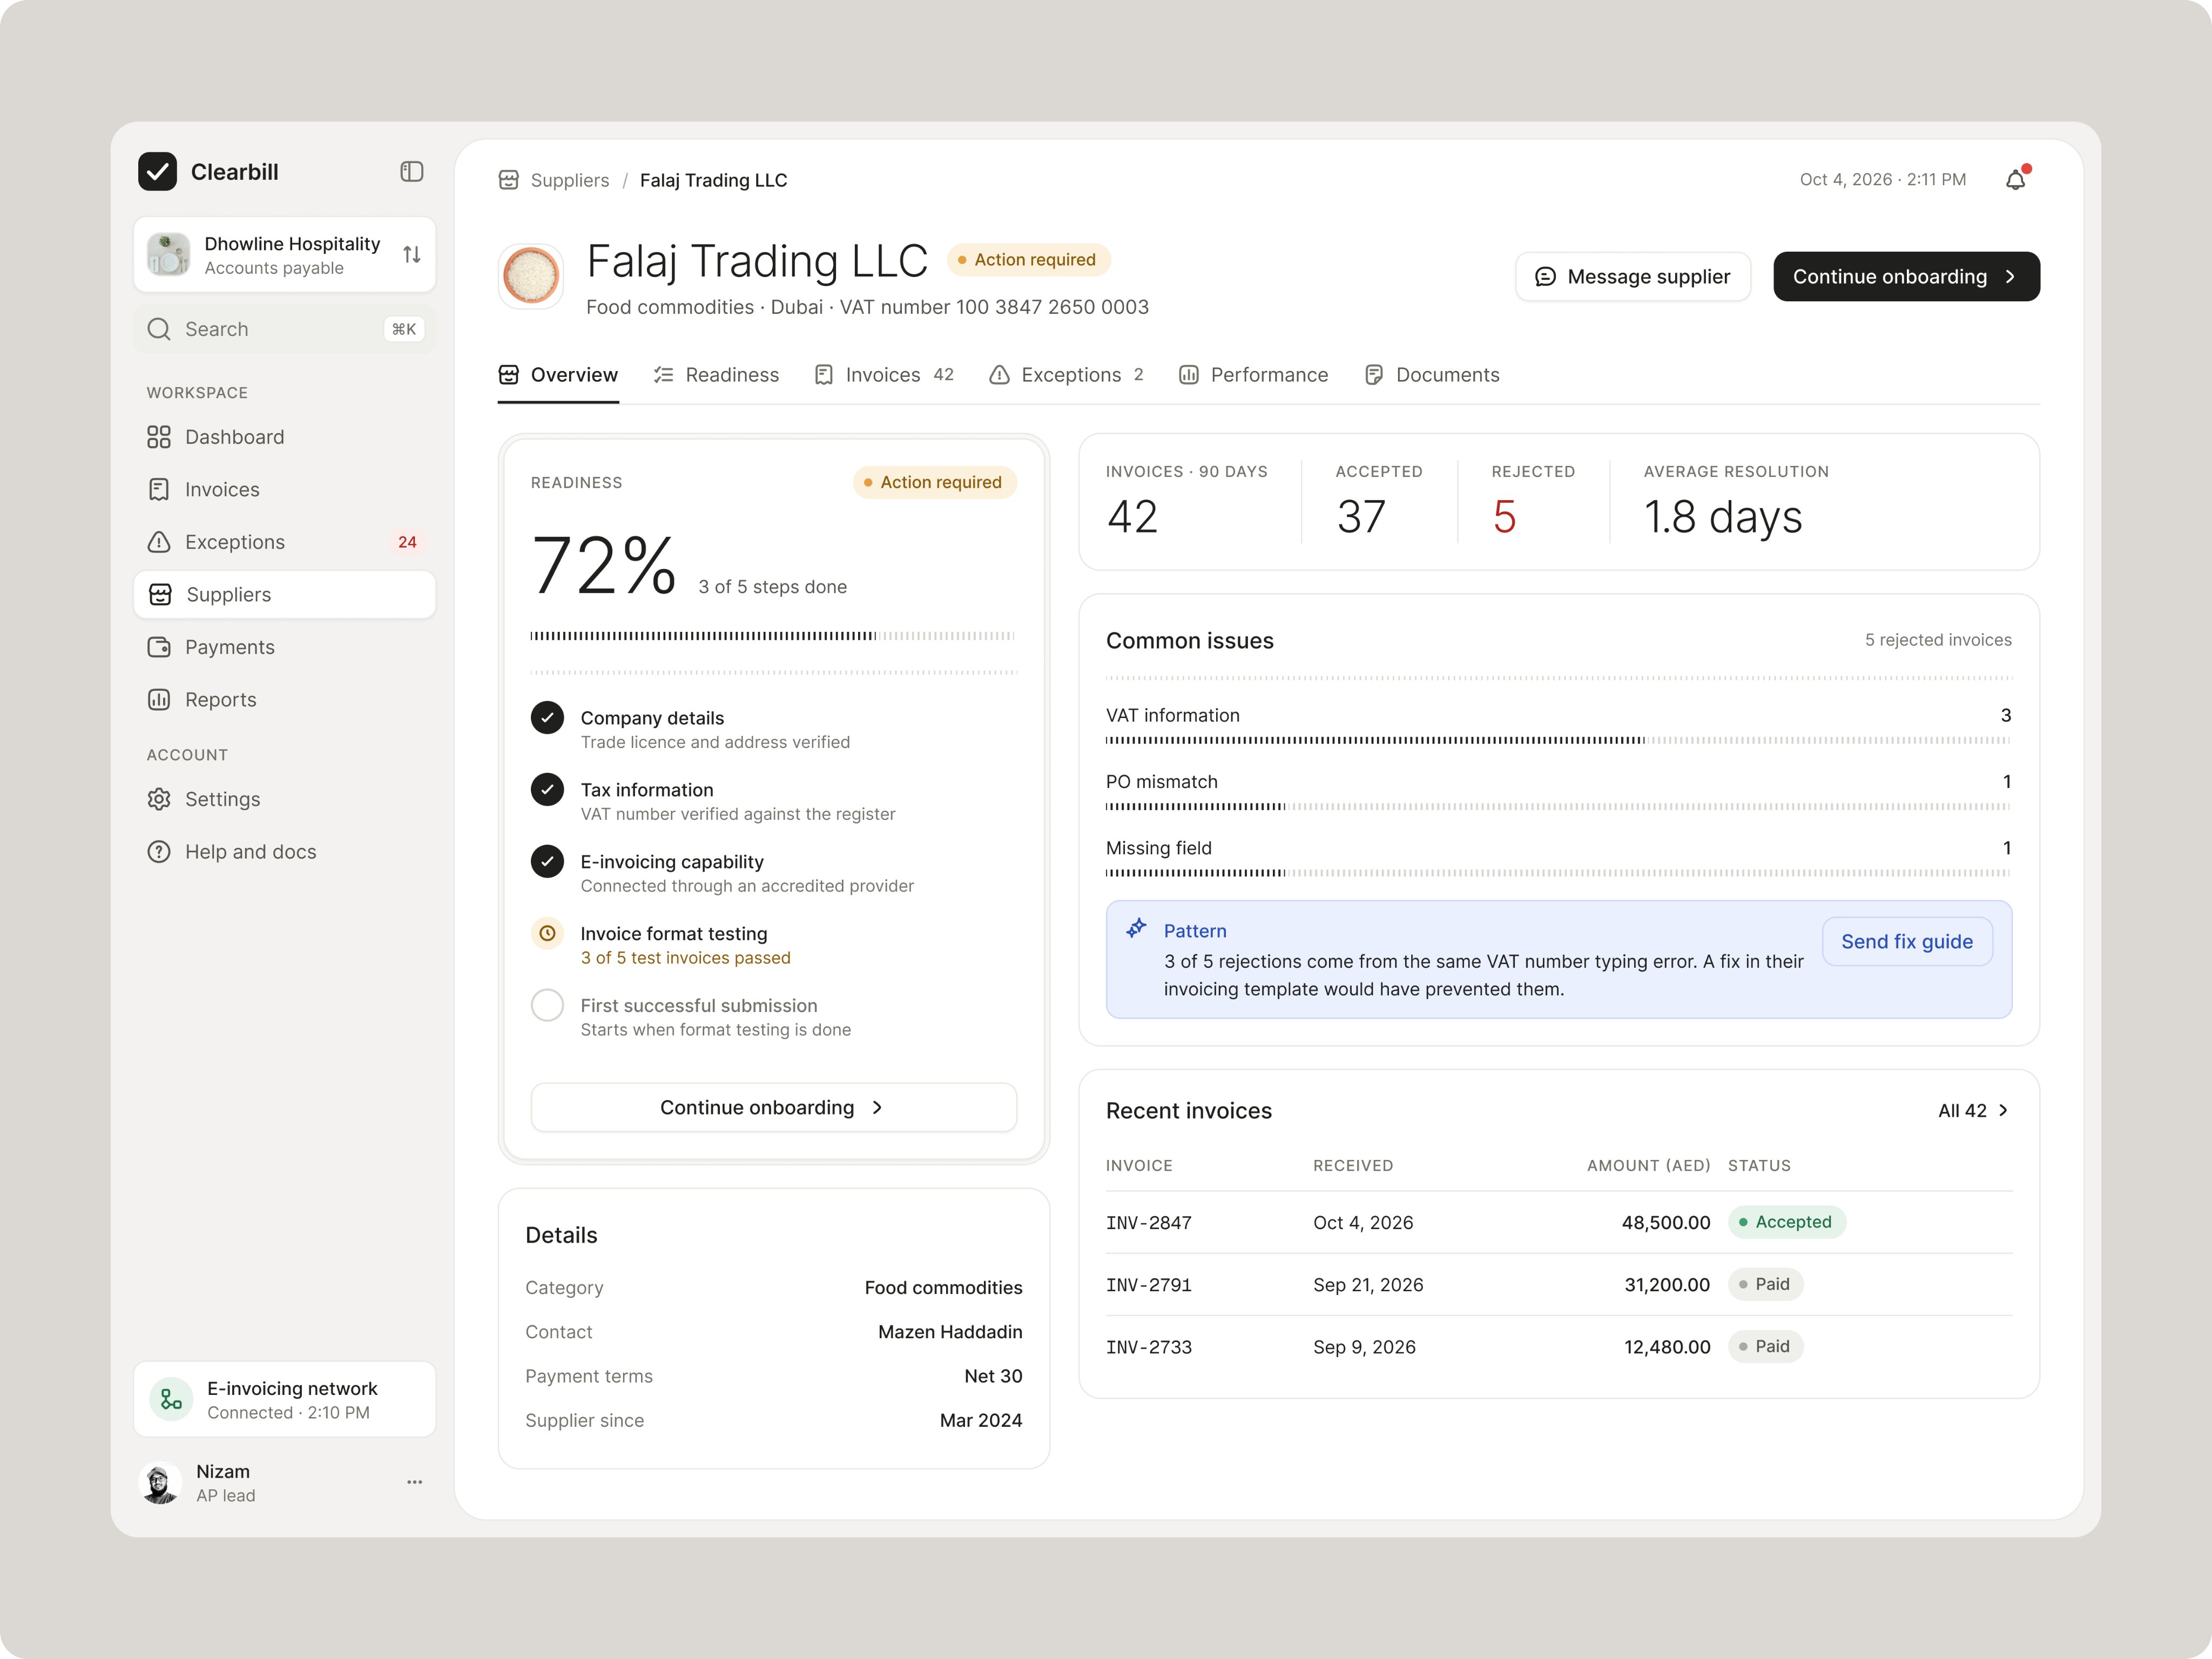 Clearbill
Dhowline Hospitality
Accounts payable
Search
⌘K
WORKSPACE
Dashboard
Invoices
Exceptions 24
Suppliers
Payments
Reports
ACCOUNT
Settings
Help and docs
E-invoicing network
Connected · 2:10 PM
Nizam
AP lead
Suppliers / Falaj Trading LLC
Oct 4, 2026 · 2:11 PM
Falaj Trading LLC
Action required
Food commodities · Dubai · VAT number 100 3847 2650 0003
Message supplier
Continue onboarding
Overview
Readiness
Invoices 42
Exceptions 2
Performance
Documents
READINESS
Action required
72%
3 of 5 steps done
Company details
Trade licence and address verified
Tax information
VAT number verified against the register
E-invoicing capability
Connected through an accredited provider
Invoice format testing
3 of 5 test invoices passed
First successful submission
Starts when format testing is done
Continue onboarding
Details
Category Food commodities
Contact Mazen Haddadin
Payment terms Net 30
Supplier since Mar 2024
INVOICES · 90 DAYS
42
ACCEPTED
37
REJECTED
5
AVERAGE RESOLUTION
1.8 days
Common issues
5 rejected invoices
VAT information 3
PO mismatch 1
Missing field 1
Pattern
3 of 5 rejections come from the same VAT number typing error. A fix in their
invoicing template would have prevented them.
Send fix guide
Recent invoices
All 42
INVOICE RECEIVED AMOUNT (AED) STATUS
INV-2847 Oct 4, 2026 48,500.00 Accepted
INV-2791 Sep 21, 2026 31,200.00 Paid
INV-2733 Sep 9, 2026 12,480.00 Paid